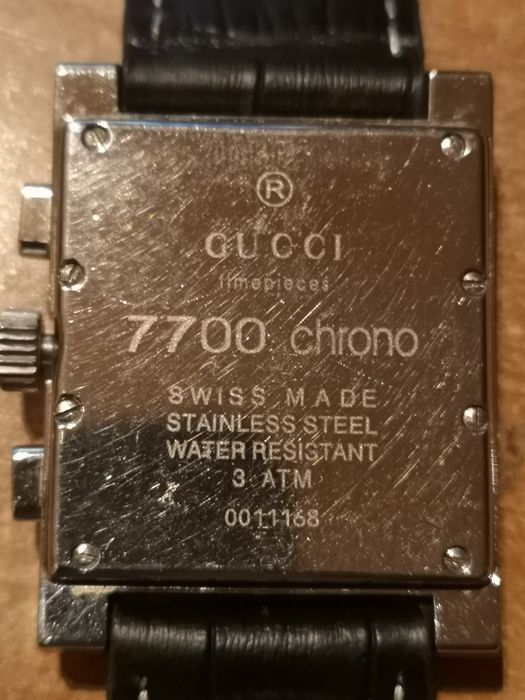 ®
GUCCI
timepieces
7700 chrono
SWISS MADE
STAINLESS STEEL
WATER RESISTANT
3 ATM
0011168